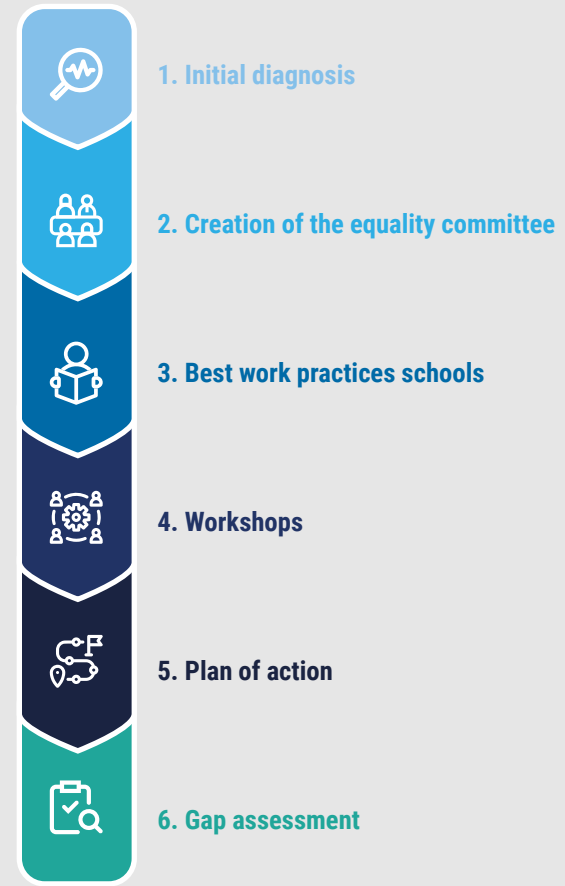 1. Initial diagnosis
2. Creation of the equality committee
3. Best work practices schools
4. Workshops
5. Plan of action
6. Gap assessment